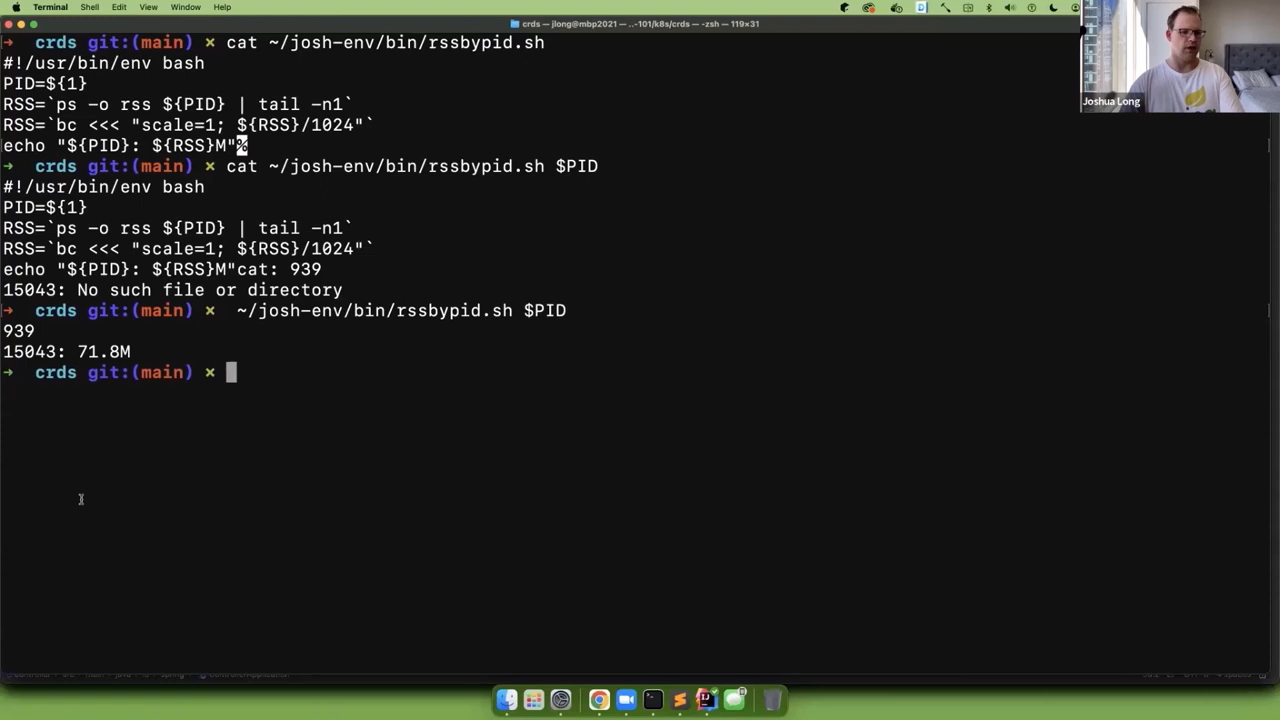 Terminal Shell Edit View Window Help
crds — jlong@mbp2021 — ..-101/k8s/crds — -zsh — 119×31
→ crds git:(main) × cat ~/josh-env/bin/rssbypid.sh
#!/usr/bin/env bash
PID=${1}
RSS=`ps -o rss ${PID} | tail -n1`
RSS=`bc <<< "scale=1; ${RSS}/1024"`
echo "${PID}: ${RSS}M"%
→ crds git:(main) × cat ~/josh-env/bin/rssbypid.sh $PID
#!/usr/bin/env bash
PID=${1}
RSS=`ps -o rss ${PID} | tail -n1`
RSS=`bc <<< "scale=1; ${RSS}/1024"`
echo "${PID}: ${RSS}M"cat: 939
15043: No such file or directory
→ crds git:(main) × ~/josh-env/bin/rssbypid.sh $PID
939
15043: 71.8M
→ crds git:(main) ×
Joshua Long